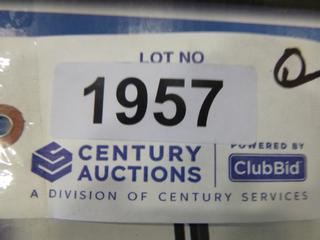 LOT NO
1957
CENTURY AUCTIONS
POWERED BY
ClubBid
A DIVISION OF CENTURY SERVICES